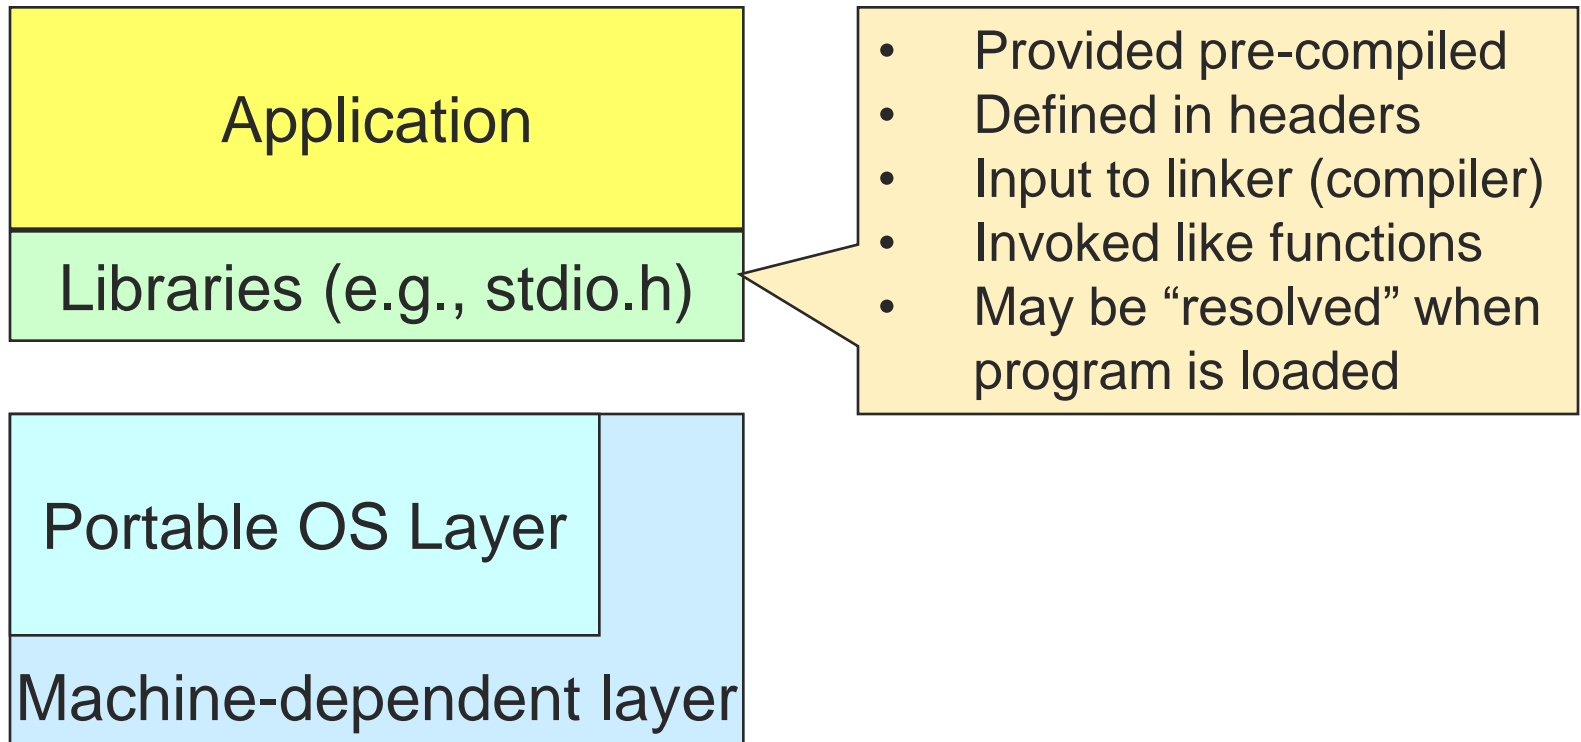 Application
Libraries (e.g., stdio.h)
Portable OS Layer
Machine-dependent layer
• Provided pre-compiled
• Defined in headers
• Input to linker (compiler)
• Invoked like functions
• May be “resolved” when
program is loaded